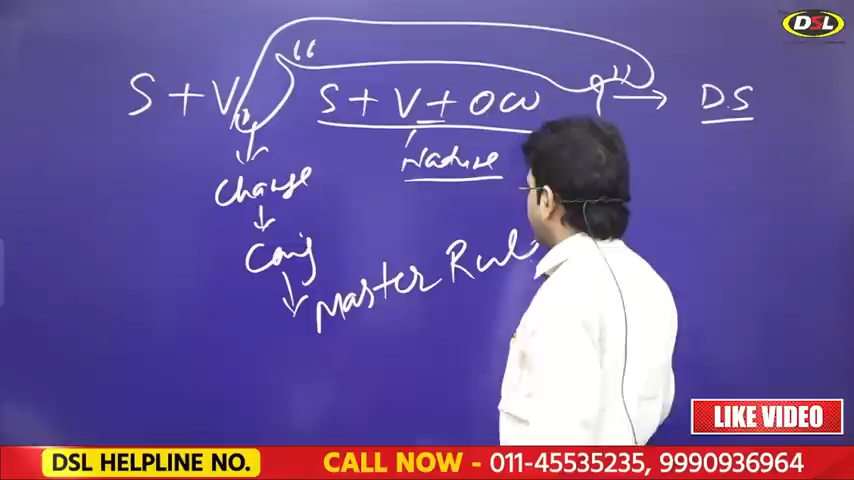 DSL
S + V, " S + V + OW " → D.S
Nature
Change
Conj
Master Rule
LIKE VIDEO
DSL HELPLINE NO. CALL NOW - 011-45535235, 9990936964